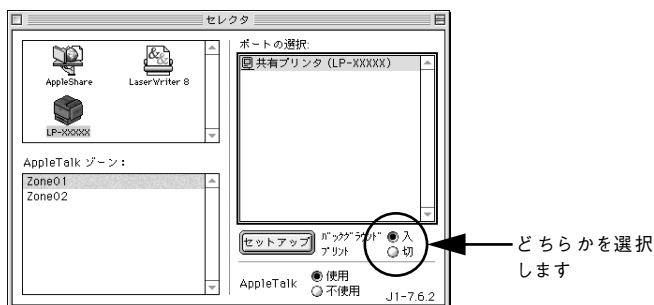 セレクタ
AppleShare
LaserWriter 8
LP-XXXXX
AppleTalk ゾーン：
Zone01
Zone02
ポートの選択:
共有プリンタ (LP-XXXXX)
セットアップ
ﾊﾞｯｸｸﾞﾗｳﾝﾄﾞ
ﾌﾟﾘﾝﾄ
入
切
AppleTalk
使用
不使用
J1-7.6.2
どちらかを選択
します